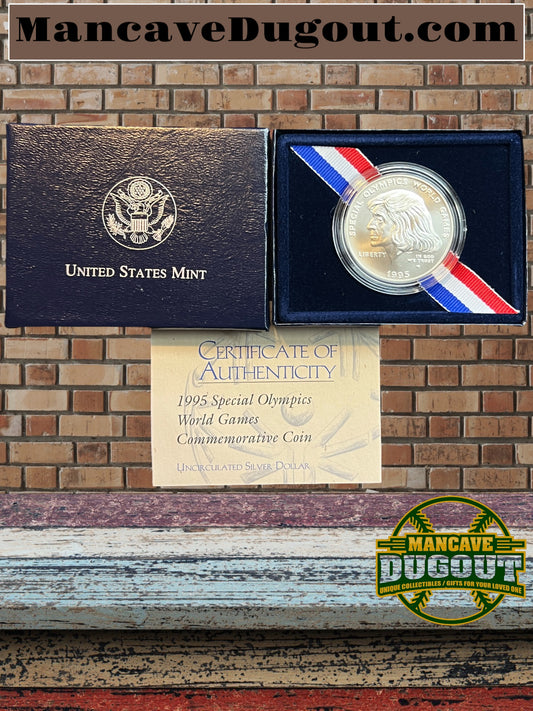 MancaveDugout.com
UNITED STATES MINT
SPECIAL OLYMPICS WORLD GAMES
LIBERTY
IN GOD
WE TRUST
1995
CERTIFICATE OF
AUTHENTICITY
1995 Special Olympics
World Games
Commemorative Coin
UNCIRCULATED SILVER DOLLAR
MANCAVE
DUGOUT
UNIQUE COLLECTIBLES / GIFTS FOR YOUR LOVED ONE